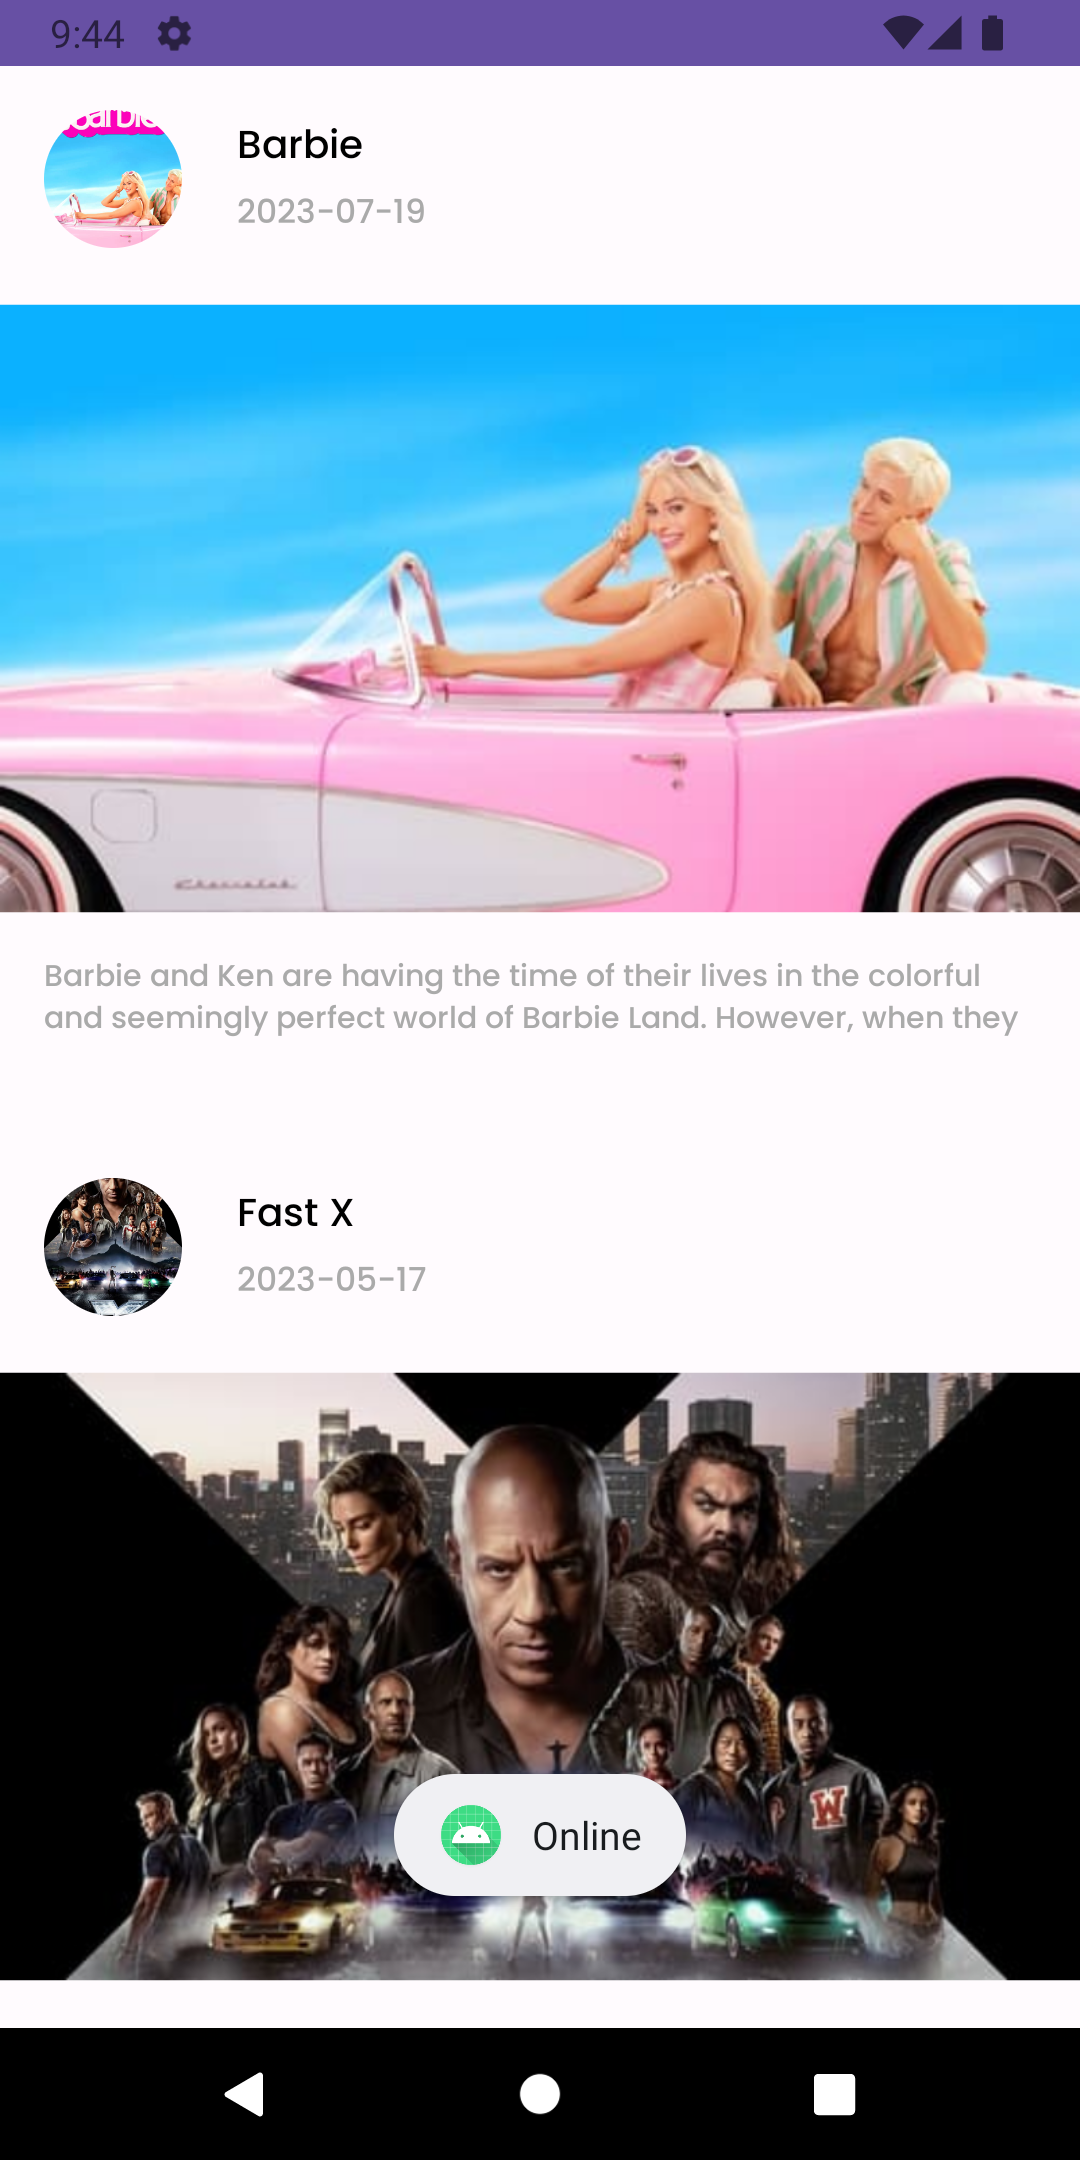 9:44
Barbie
Barbie
2023-07-19
Chevrolet
Barbie and Ken are having the time of their lives in the colorful
and seemingly perfect world of Barbie Land. However, when they
Fast X
2023-05-17
W
Online